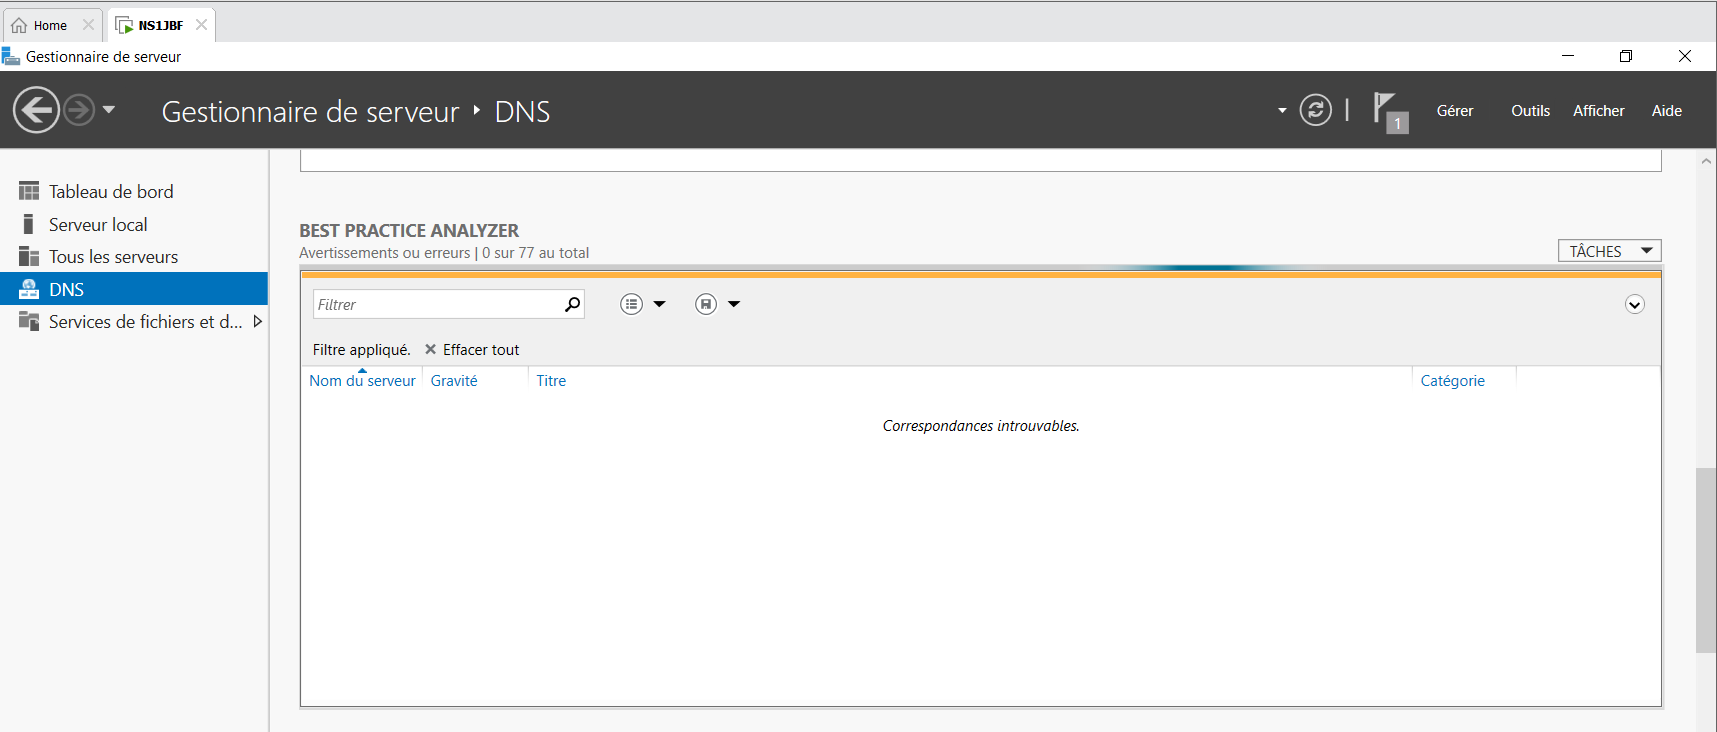 Home
NS1JBF
Gestionnaire de serveur
Gestionnaire de serveur ‣ DNS
1
Gérer
Outils
Afficher
Aide
Tableau de bord
Serveur local
Tous les serveurs
DNS
Services de fichiers et d...
BEST PRACTICE ANALYZER
Avertissements ou erreurs | 0 sur 77 au total
TÂCHES
Filtrer
Filtre appliqué. Effacer tout
Nom du serveur Gravité Titre Catégorie
Correspondances introuvables.